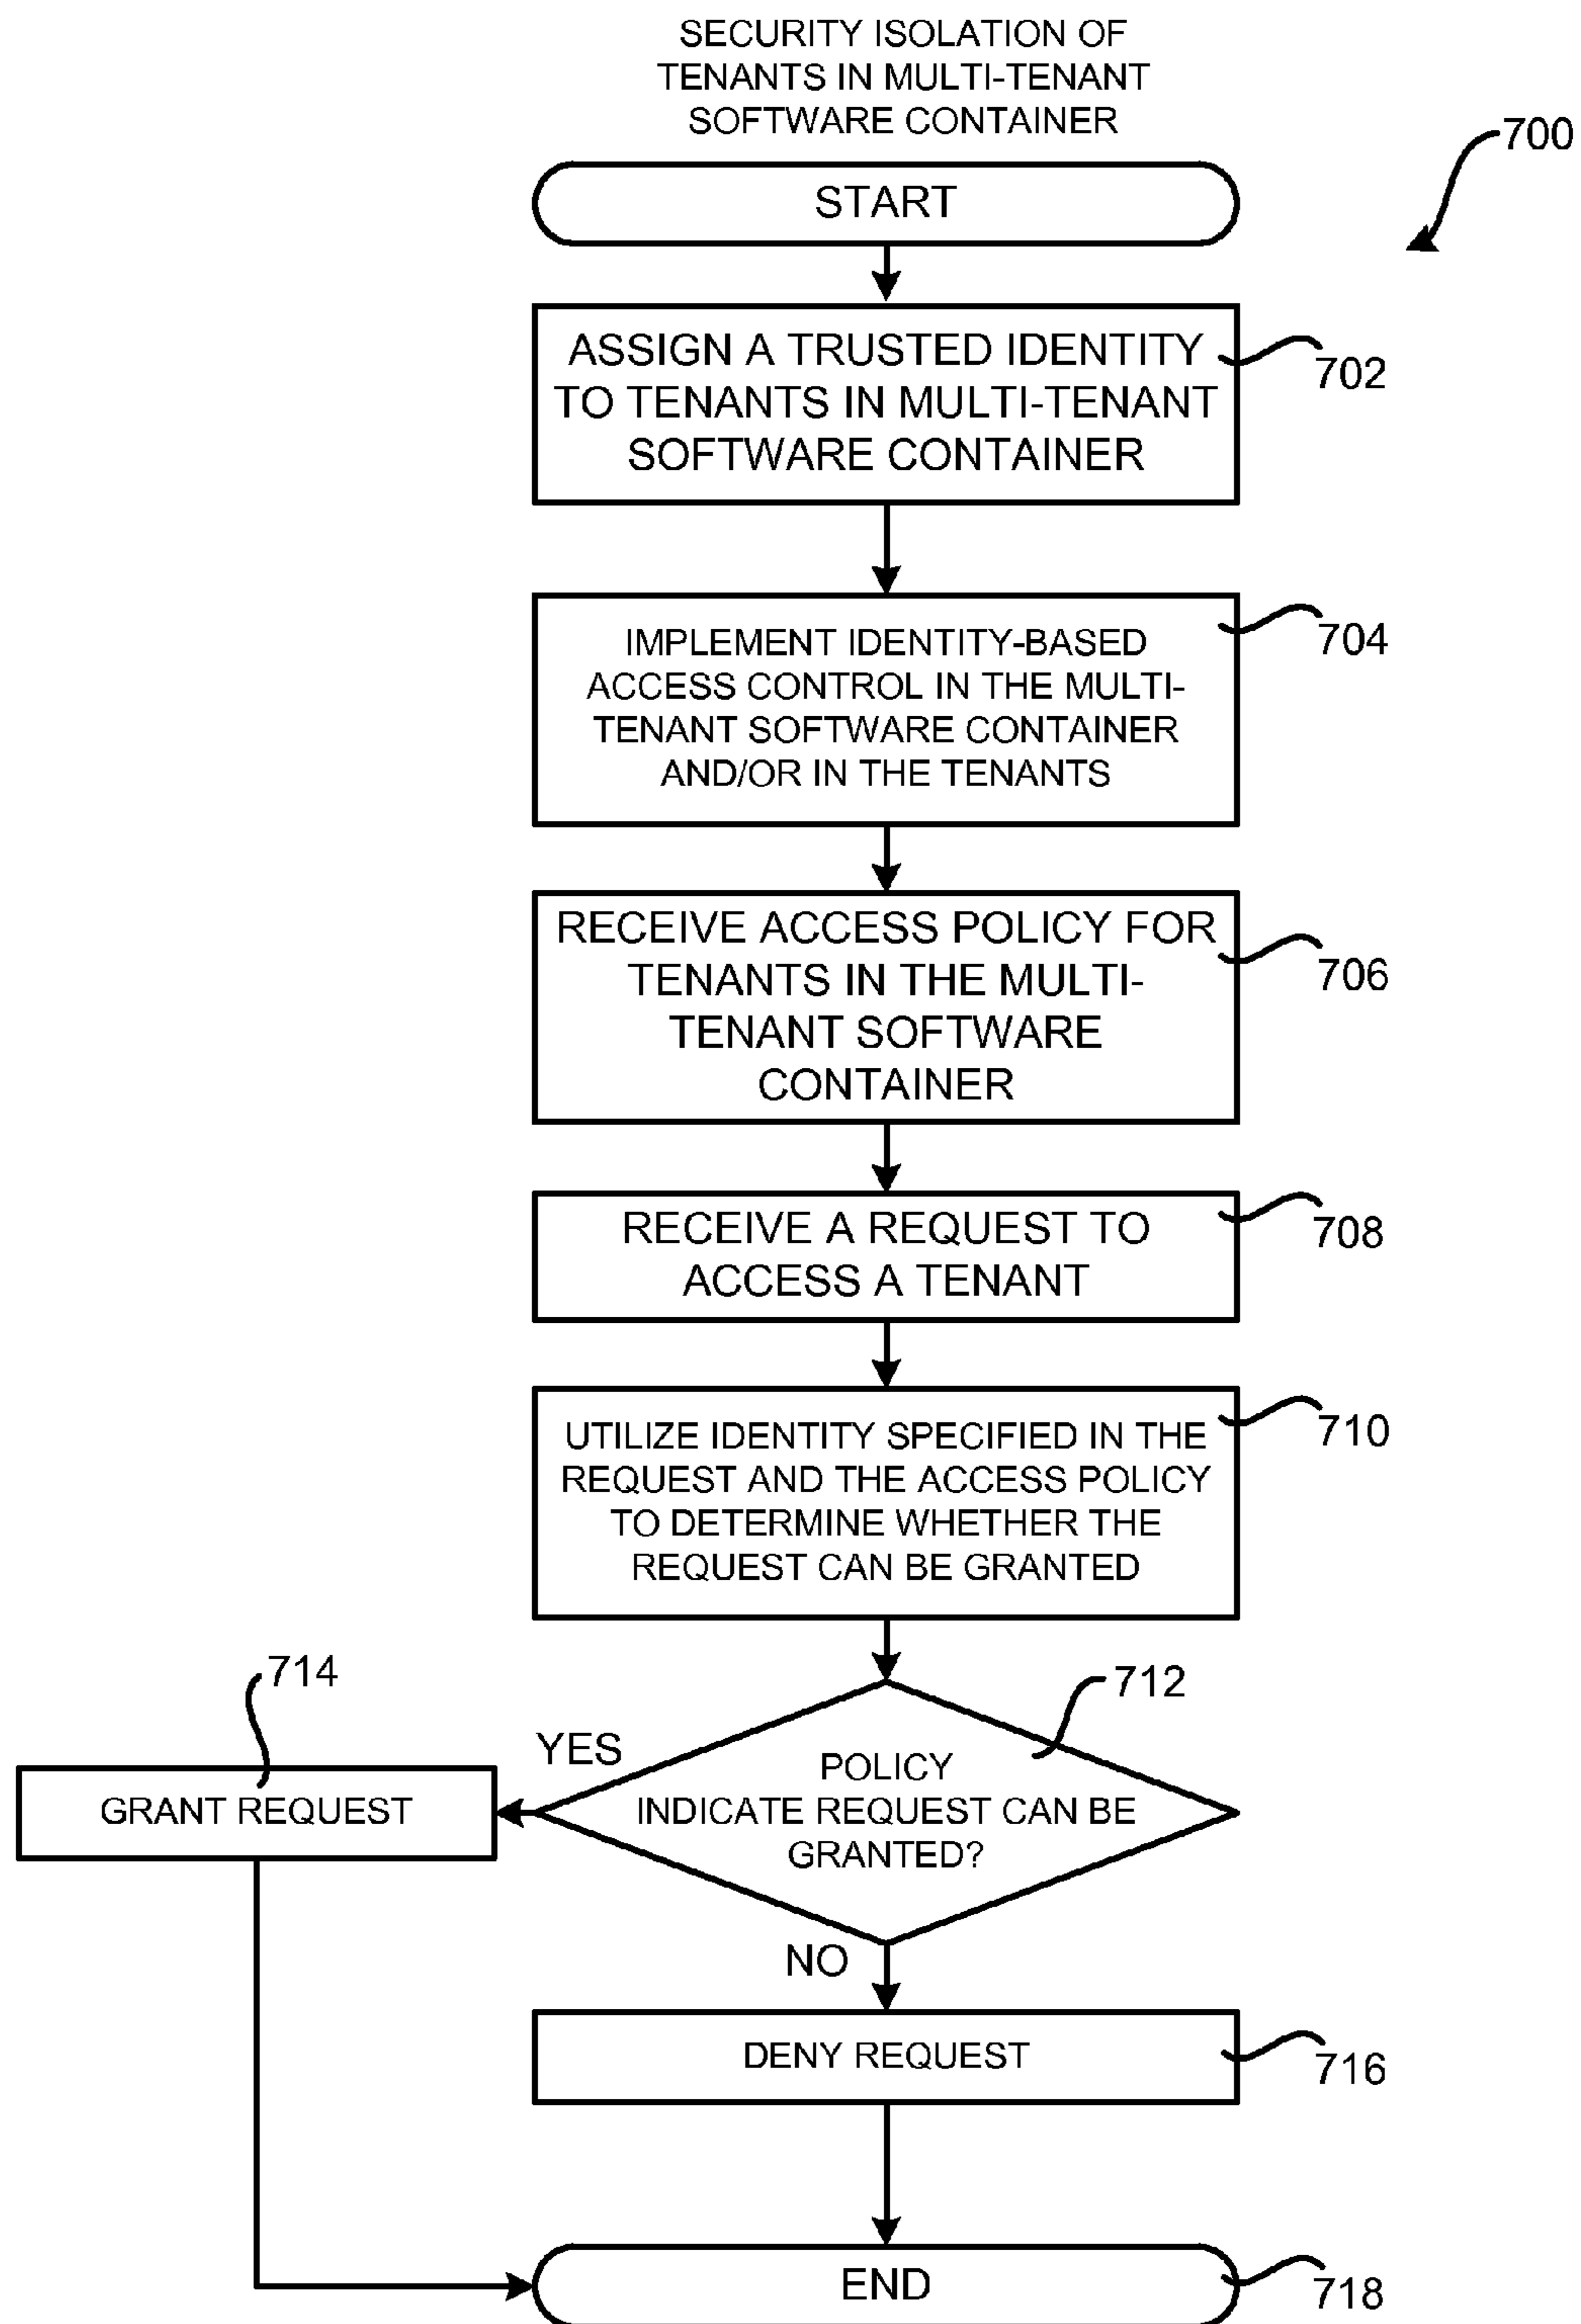 SECURITY ISOLATION OF
TENANTS IN MULTI-TENANT
SOFTWARE CONTAINER
700
START
ASSIGN A TRUSTED IDENTITY
TO TENANTS IN MULTI-TENANT
SOFTWARE CONTAINER
702
IMPLEMENT IDENTITY-BASED
ACCESS CONTROL IN THE MULTI-
TENANT SOFTWARE CONTAINER
AND/OR IN THE TENANTS
704
RECEIVE ACCESS POLICY FOR
TENANTS IN THE MULTI-
TENANT SOFTWARE
CONTAINER
706
RECEIVE A REQUEST TO
ACCESS A TENANT
708
UTILIZE IDENTITY SPECIFIED IN THE
REQUEST AND THE ACCESS POLICY
TO DETERMINE WHETHER THE
REQUEST CAN BE GRANTED
710
714
712
YES
POLICY
INDICATE REQUEST CAN BE
GRANTED?
GRANT REQUEST
NO
DENY REQUEST
716
END
718